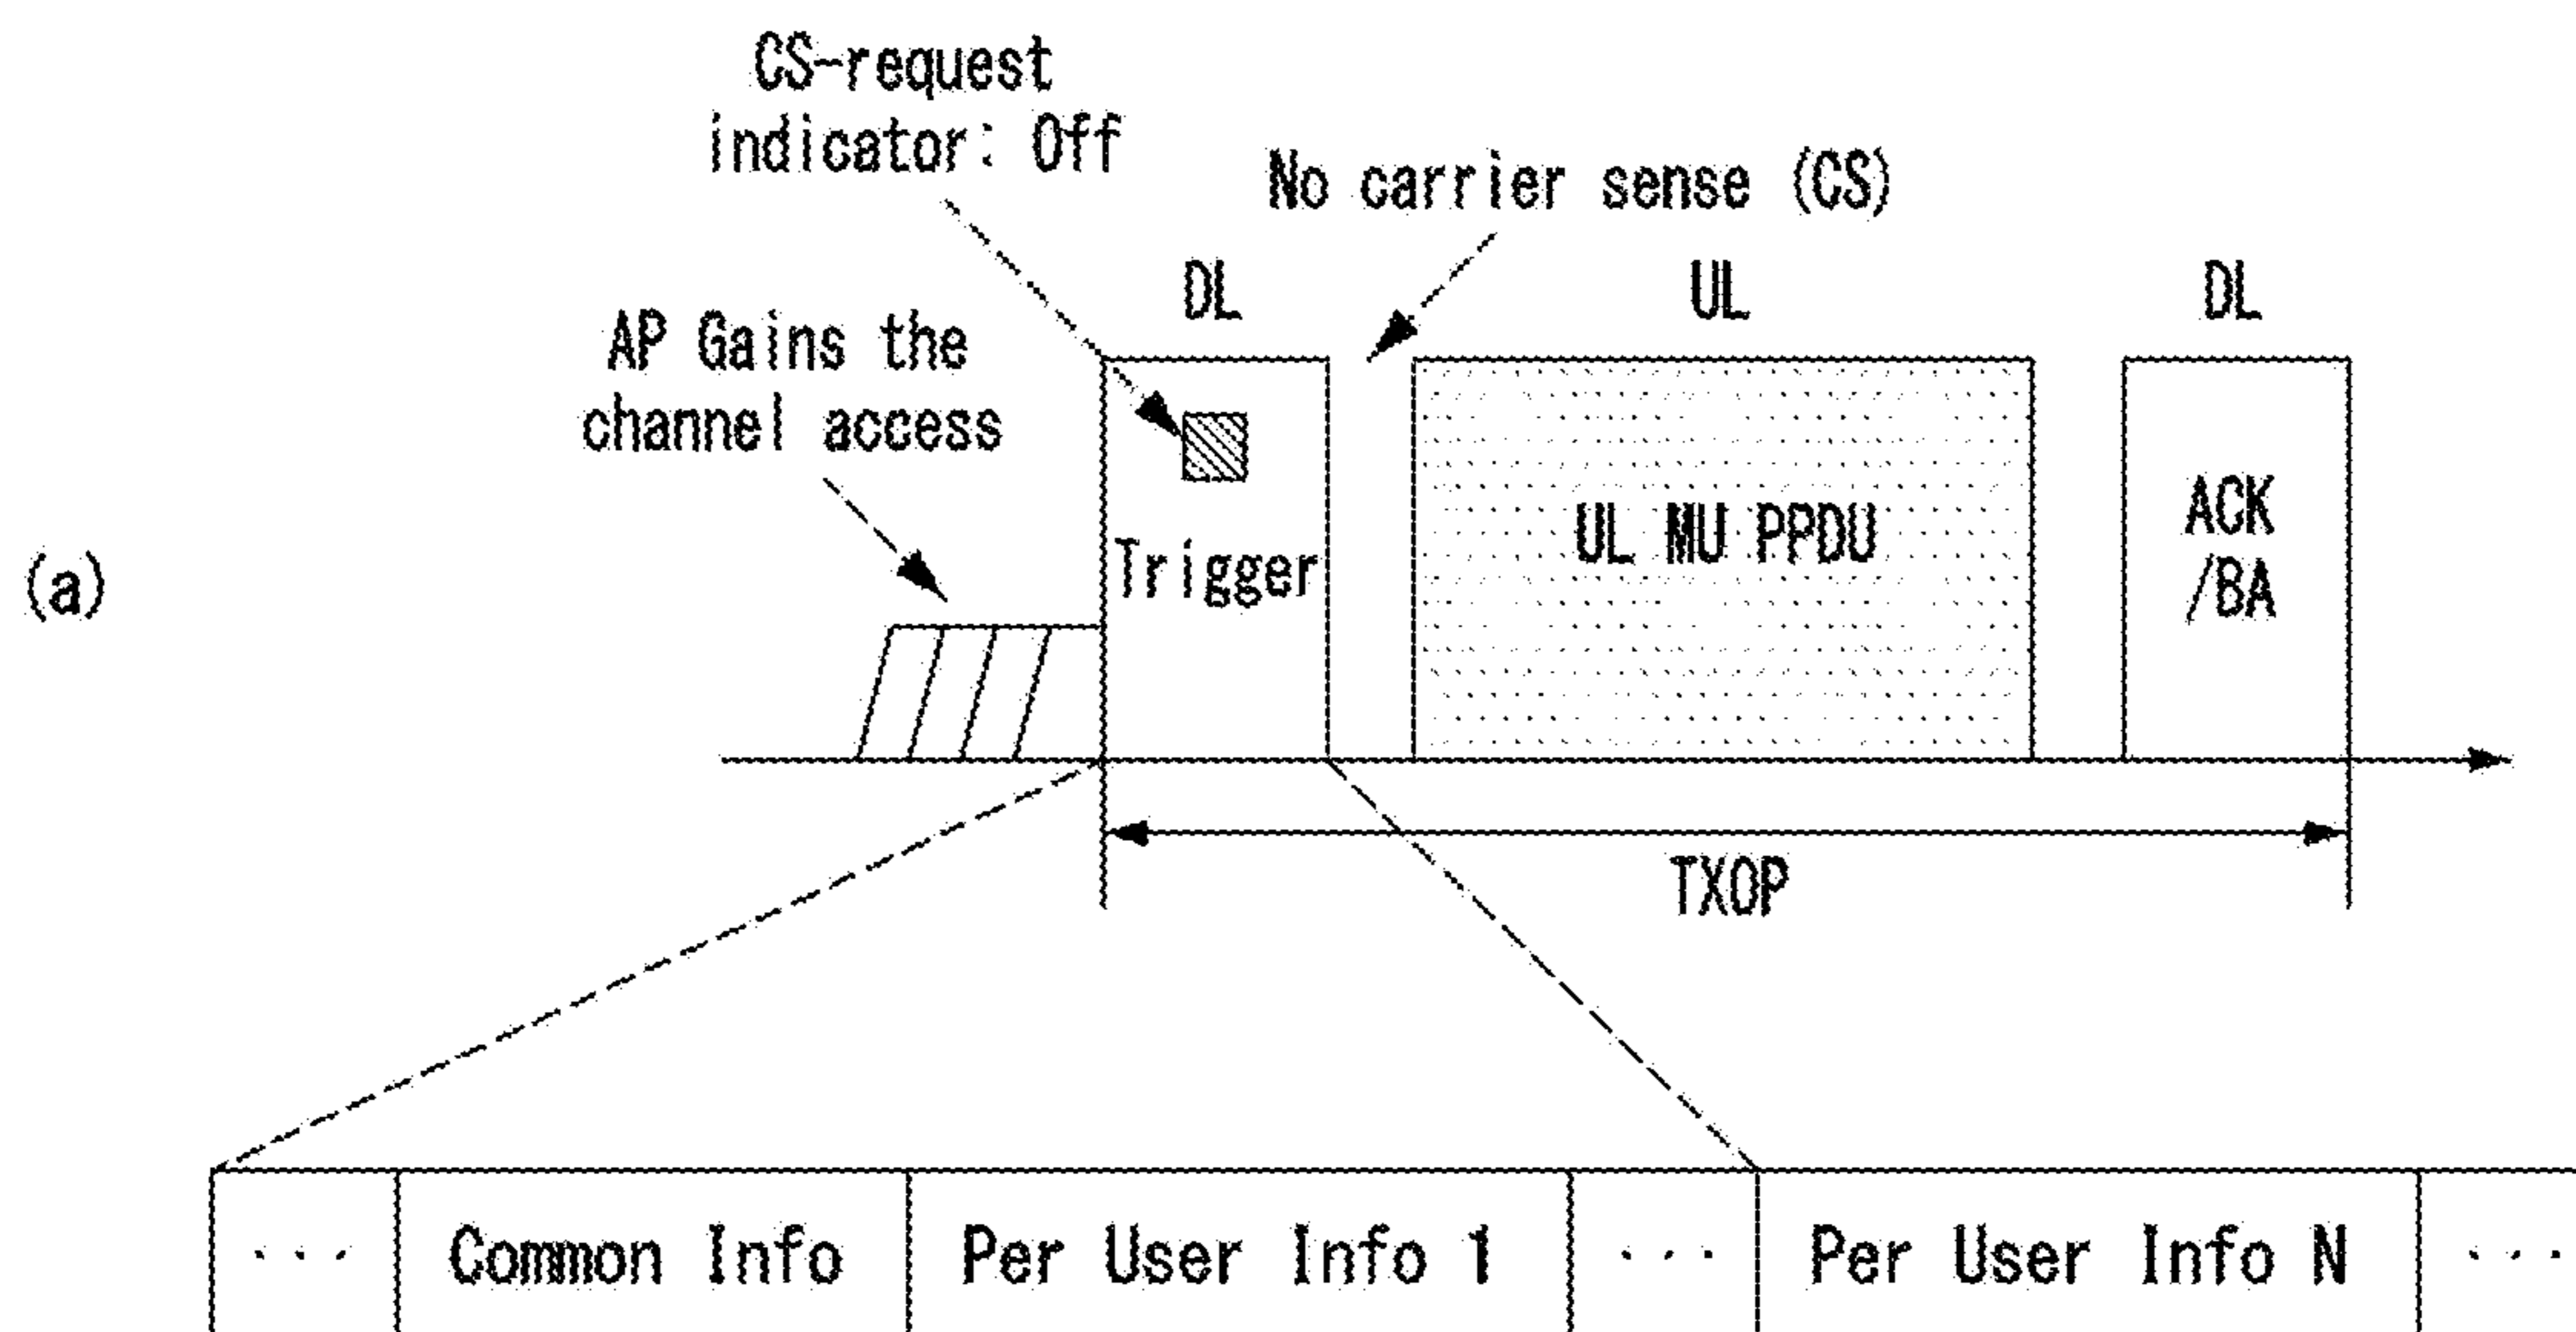 CS-request
indicator: Off
No carrier sense (CS)
DL
UL
DL
AP Gains the
channel access
Trigger
UL MU PPDU
ACK
/BA
(a)
TXOP
··· Common Info Per User Info 1 ··· Per User Info N ···